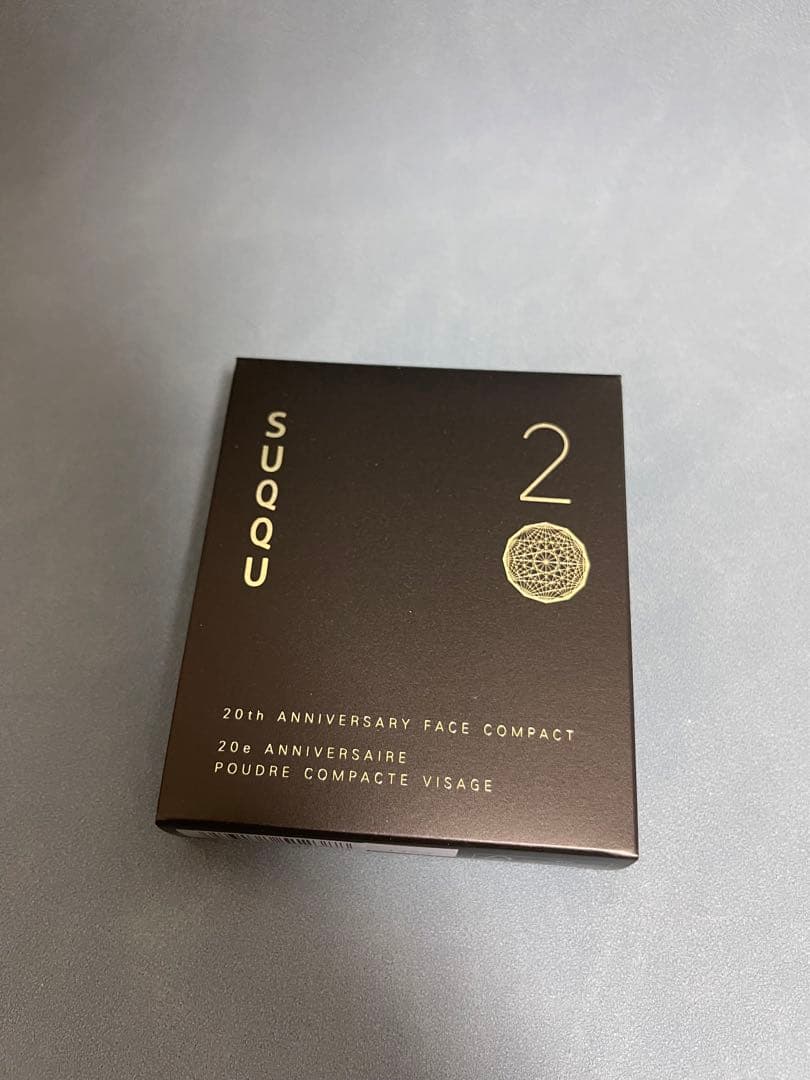 SUQQU
2
20th ANNIVERSARY FACE COMPACT
20e ANNIVERSAIRE
POUDRE COMPACTE VISAGE